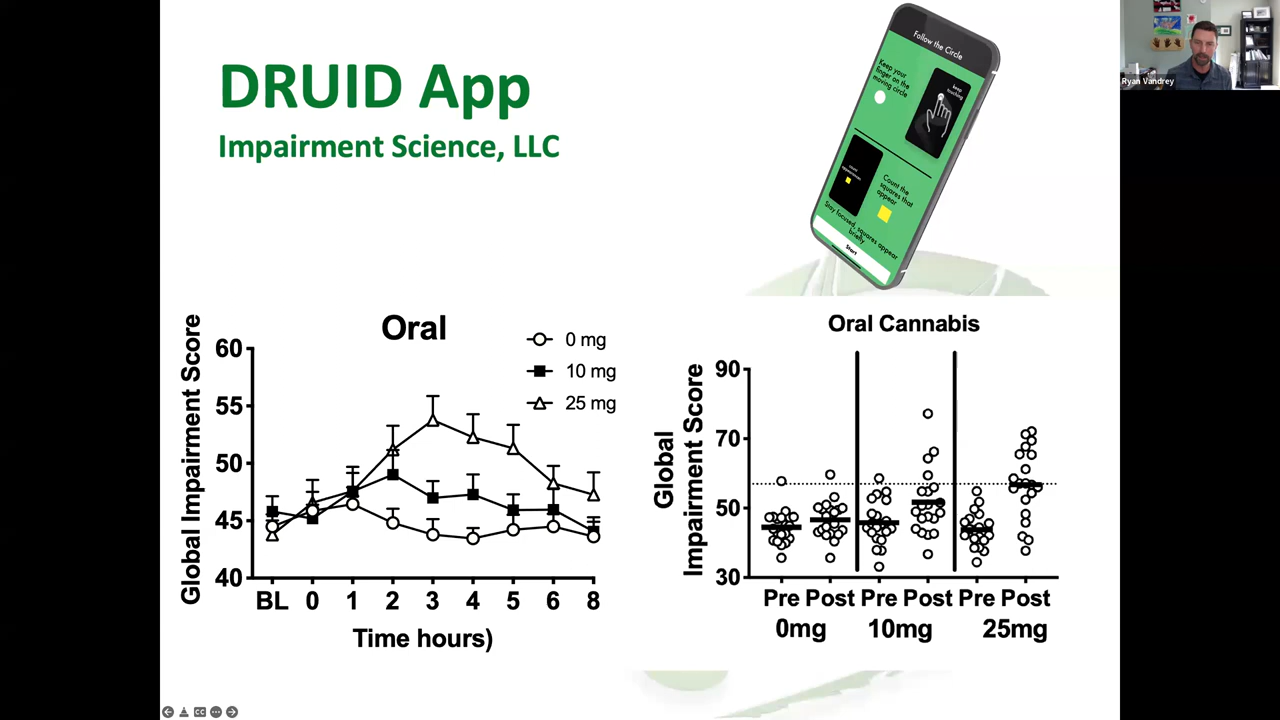 DRUID App
Impairment Science, LLC
Follow the Circle
Keep your
finger on the
moving circle
keep
touching
Count the
squares that
appear
Stay focused, squares appear
briefly
Start
Ryan Vandrey
Oral
0 mg
10 mg
25 mg
Global Impairment Score
60
55
50
45
40
BL 0 1 2 3 4 5 6 8
Time hours)
Oral Cannabis
Global
Impairment Score
90
70
50
30
Pre Post Pre Post Pre Post
0mg 10mg 25mg
CC